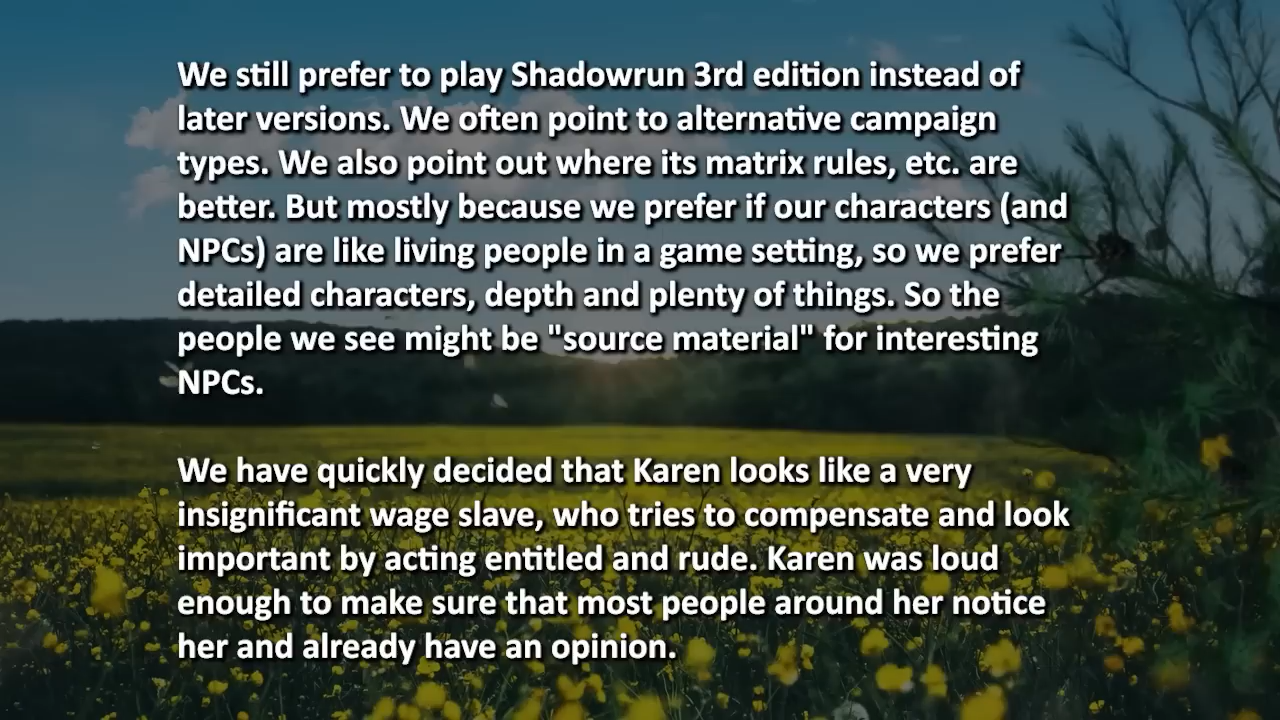 We still prefer to play Shadowrun 3rd edition instead of
later versions. We often point to alternative campaign
types. We also point out where its matrix rules, etc. are
better. But mostly because we prefer if our characters (and
NPCs) are like living people in a game setting, so we prefer
detailed characters, depth and plenty of things. So the
people we see might be "source material" for interesting
NPCs.
We have quickly decided that Karen looks like a very
insignificant wage slave, who tries to compensate and look
important by acting entitled and rude. Karen was loud
enough to make sure that most people around her notice
her and already have an opinion.